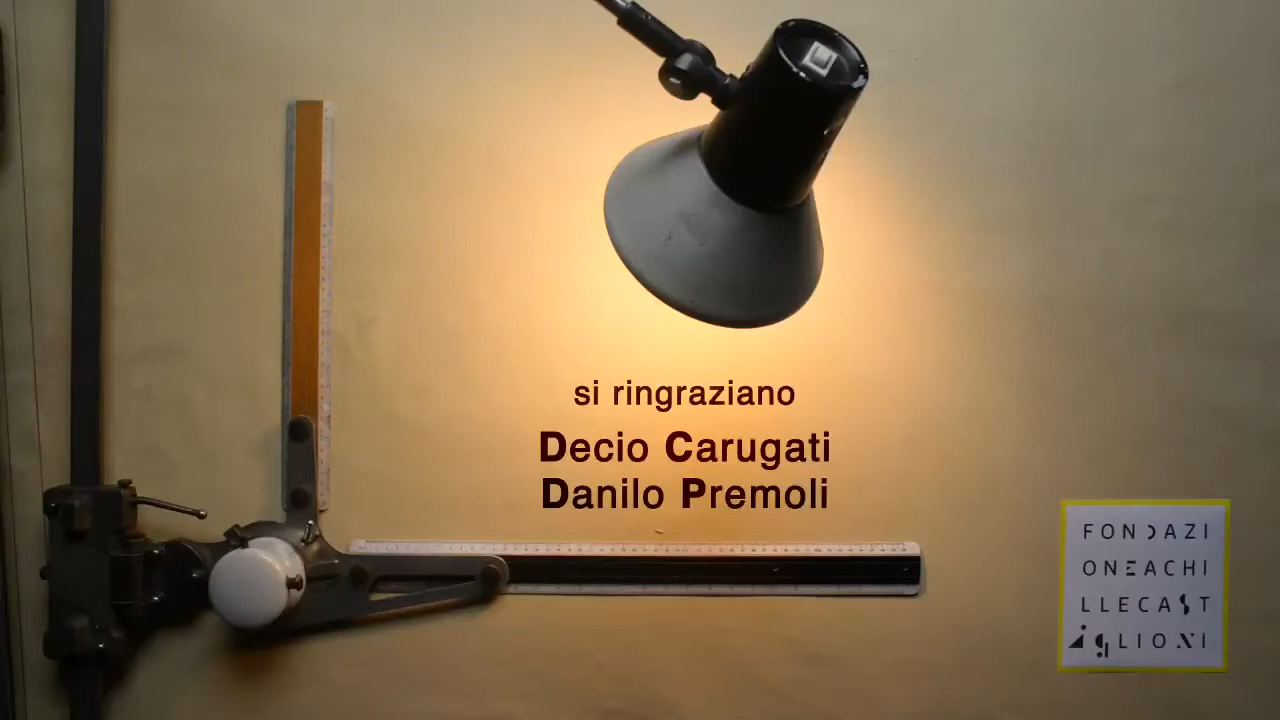 si ringraziano
Decio Carugati
Danilo Premoli
FONDAZI
ONEACHI
LLECAST
IGLIONI